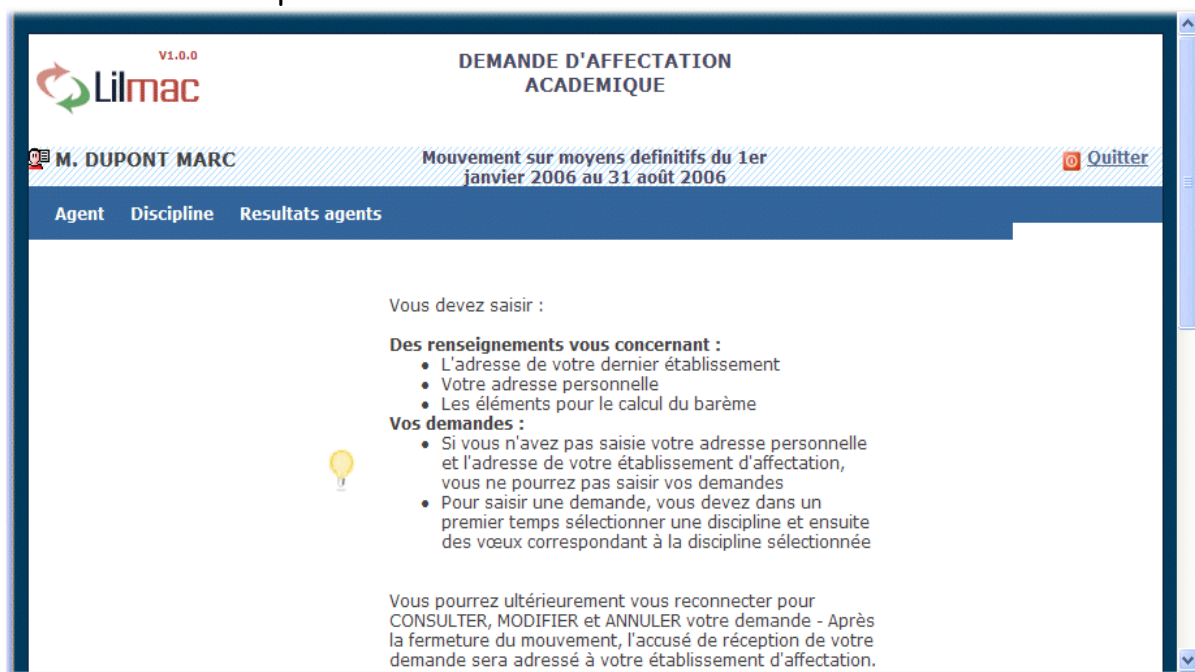 V1.0.0
Lilmac
DEMANDE D'AFFECTATION
ACADEMIQUE
M. DUPONT MARC
Mouvement sur moyens definitifs du 1er
janvier 2006 au 31 août 2006
Quitter
Agent Discipline Resultats agents
Vous devez saisir :
Des renseignements vous concernant :
• L'adresse de votre dernier établissement
• Votre adresse personnelle
• Les éléments pour le calcul du barème
Vos demandes :
• Si vous n'avez pas saisie votre adresse personnelle
et l'adresse de votre établissement d'affectation,
vous ne pourrez pas saisir vos demandes
• Pour saisir une demande, vous devez dans un
premier temps sélectionner une discipline et ensuite
des vœux correspondant à la discipline sélectionnée
Vous pourrez ultérieurement vous reconnecter pour
CONSULTER, MODIFIER et ANNULER votre demande - Après
la fermeture du mouvement, l'accusé de réception de votre
demande sera adressé à votre établissement d'affectation.